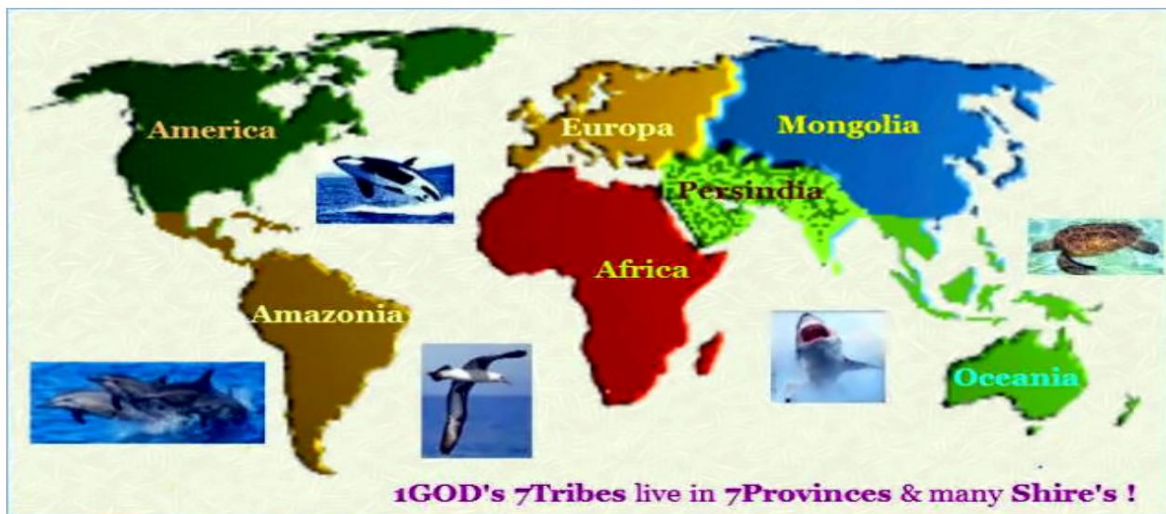 America
Europa
Mongolia
Persindia
Africa
Amazonia
Oceania
1GOD's 7Tribes live in 7Provinces & many Shire's !